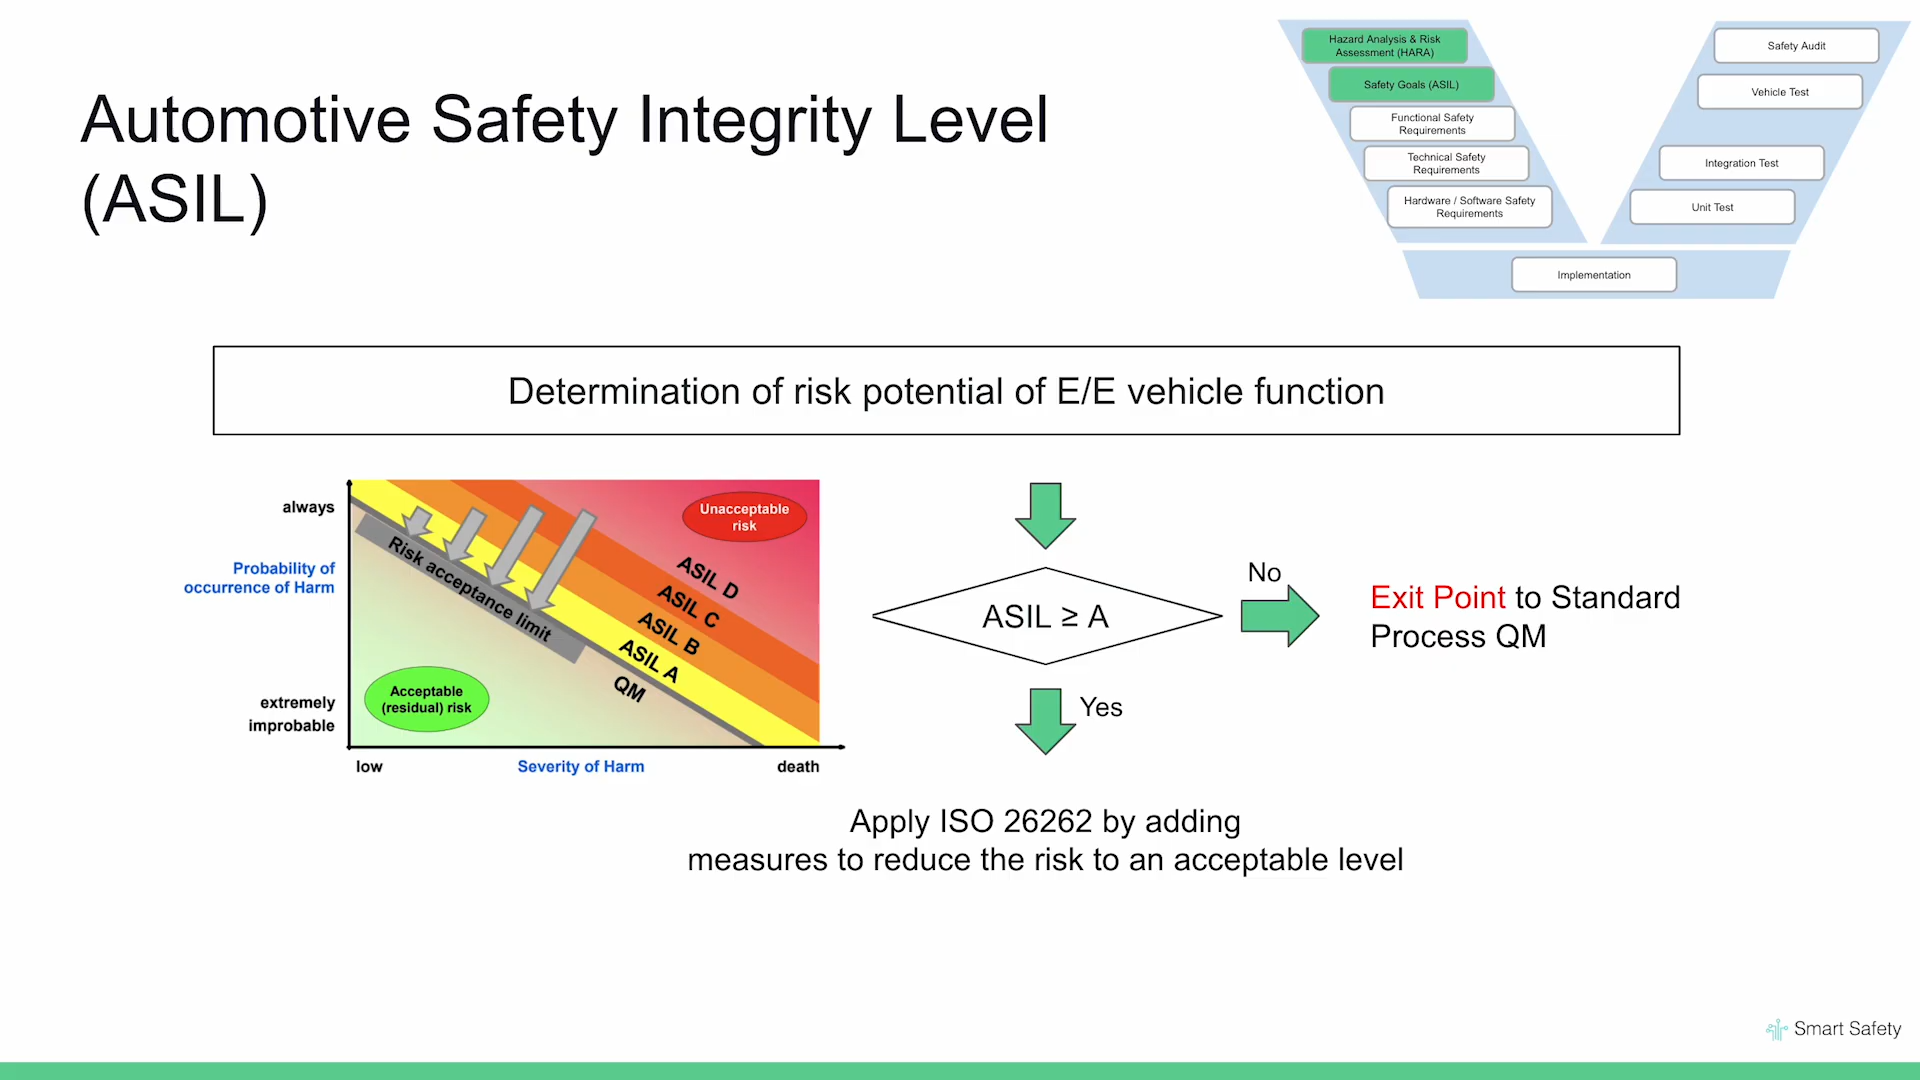 Automotive Safety Integrity Level
(ASIL)
Hazard Analysis & Risk
Assessment (HARA)
Safety Goals (ASIL)
Functional Safety
Requirements
Technical Safety
Requirements
Hardware / Software Safety
Requirements
Implementation
Safety Audit
Vehicle Test
Integration Test
Unit Test
Determination of risk potential of E/E vehicle function
always
Probability of
occurrence of Harm
extremely
improbable
Unacceptable
risk
Risk acceptance limit
ASIL D
ASIL C
ASIL B
ASIL A
QM
Acceptable
(residual) risk
low
Severity of Harm
death
ASIL ≥ A
No
Exit Point to Standard
Process QM
Yes
Apply ISO 26262 by adding
measures to reduce the risk to an acceptable level
Smart Safety